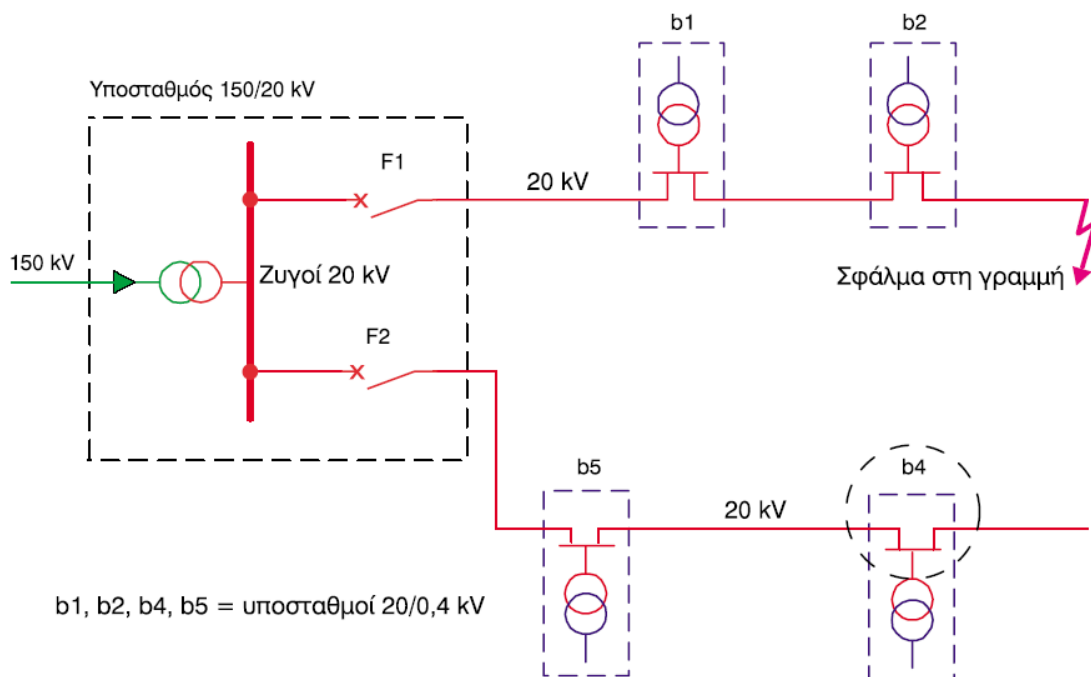 b1
b2
Υποσταθμός 150/20 kV
F1
20 kV
150 kV
Ζυγοί 20 kV
Σφάλμα στη γραμμή
F2
b5
b4
20 kV
b1, b2, b4, b5 = υποσταθμοί 20/0,4 kV